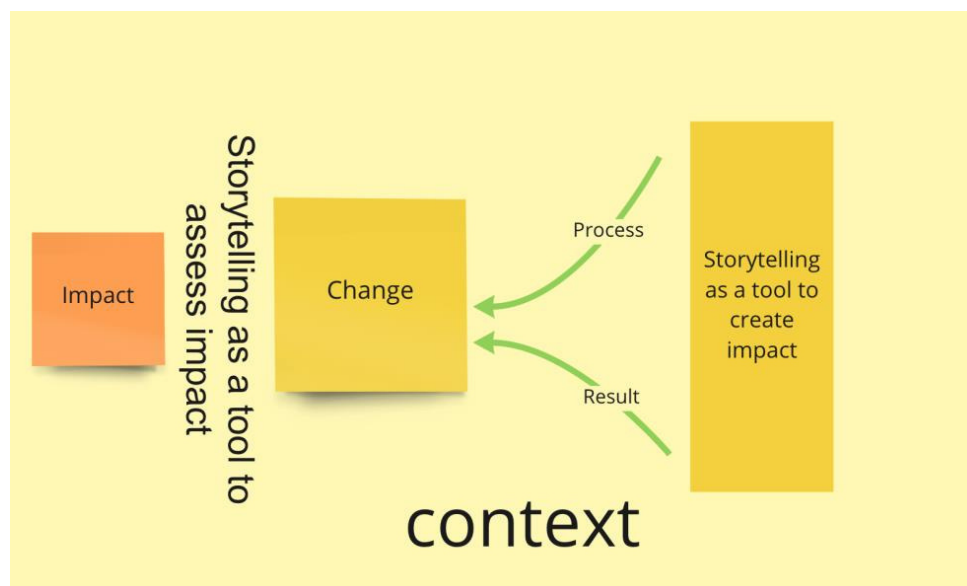 Impact
Storytelling as a tool to
assess impact
Change
Process
Result
Storytelling
as a tool to
create
impact
context